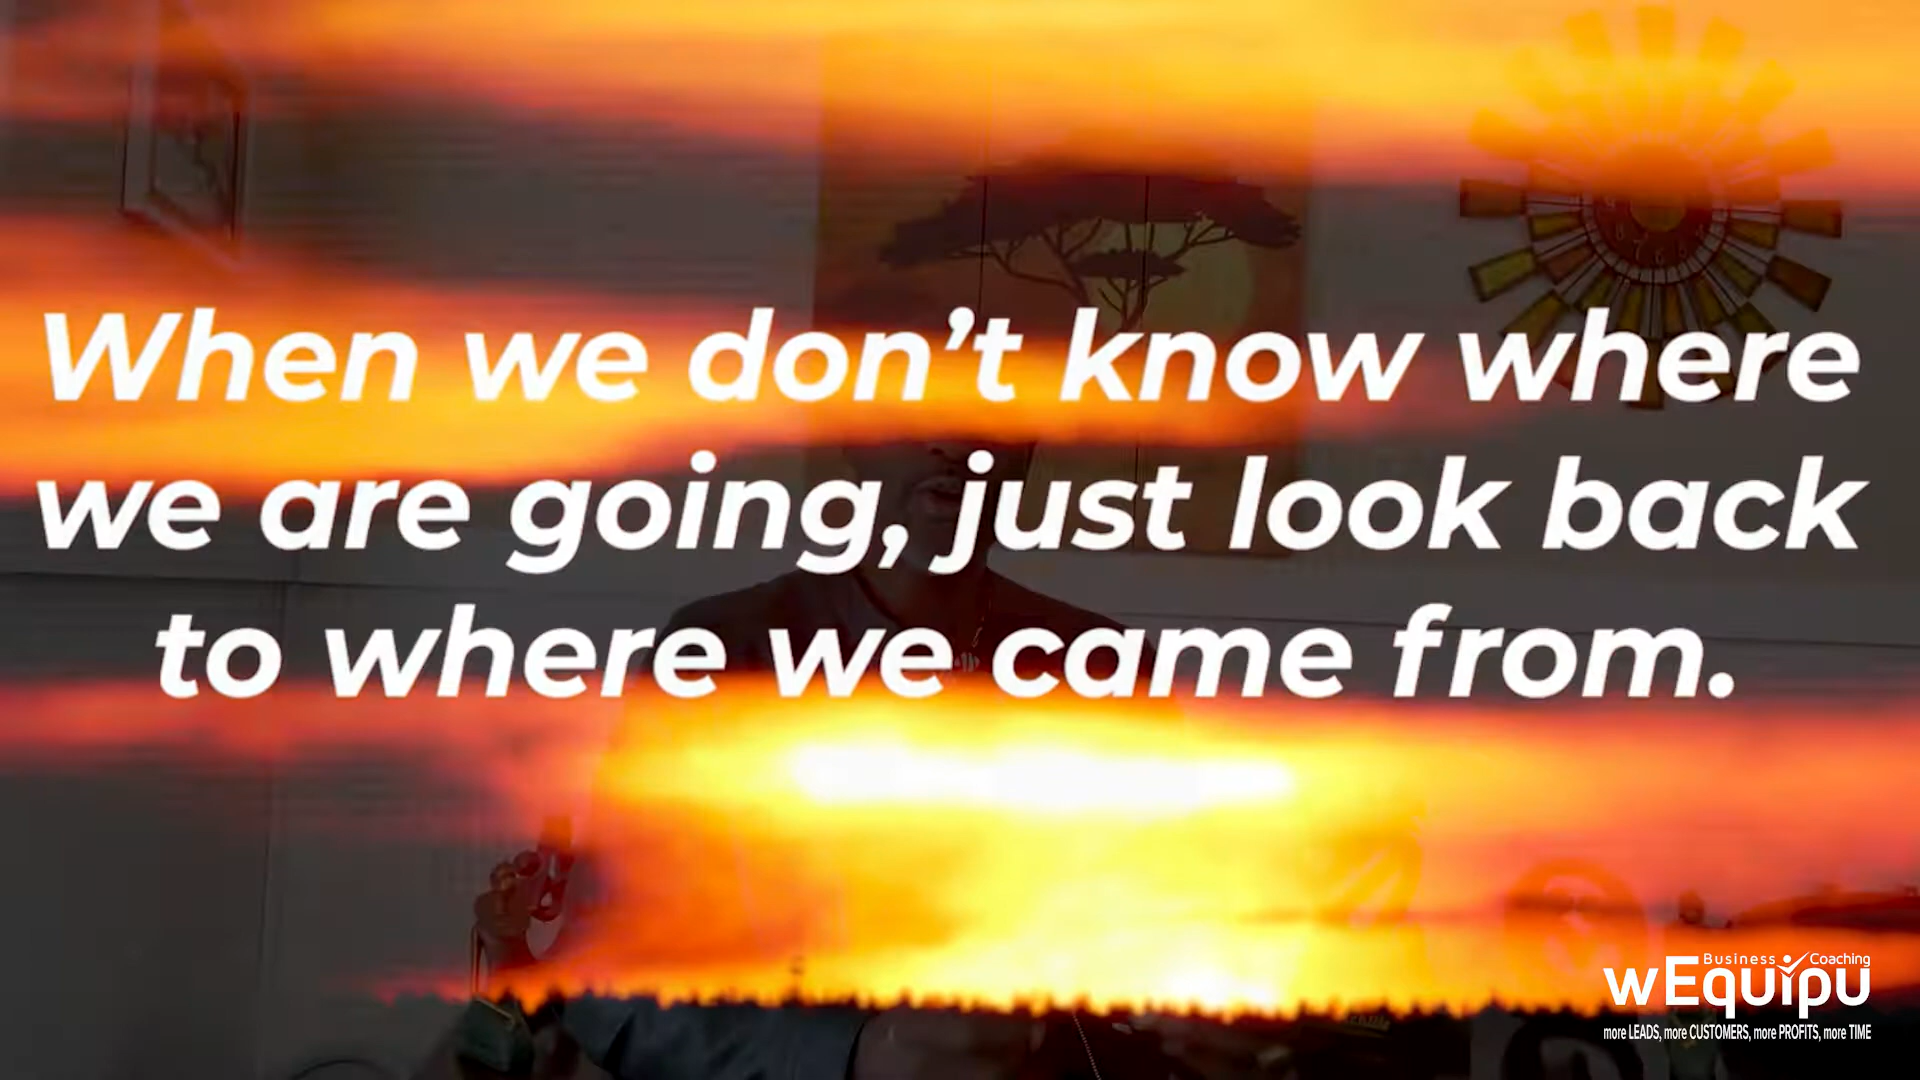 When we don’t know where
we are going, just look back
to where we came from.
Business Coaching
wEquipu
more LEADS, more CUSTOMERS, more PROFITS, more TIME